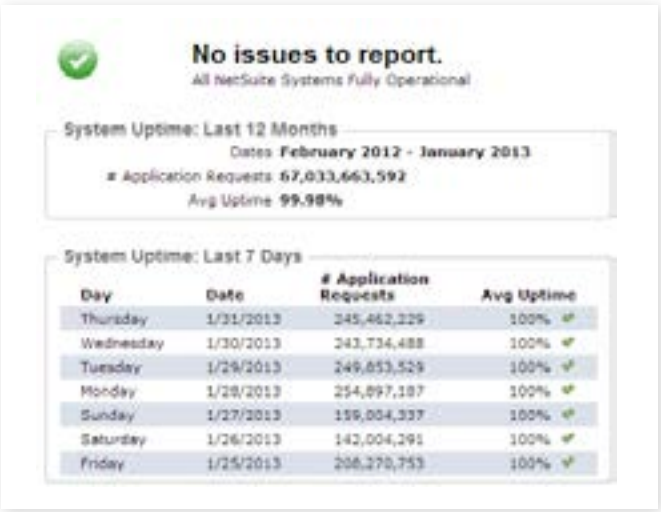 No issues to report.
All NetSuite Systems Fully Operational
System Uptime: Last 12 Months
Dates February 2012 - January 2013
# Application Requests 67,033,663,592
Avg Uptime 99.98%
System Uptime: Last 7 Days
Day Date # Application Requests Avg Uptime
Thursday 1/31/2013 245,462,229 100%
Wednesday 1/30/2013 243,734,488 100%
Tuesday 1/29/2013 249,853,529 100%
Monday 1/28/2013 254,897,187 100%
Sunday 1/27/2013 159,004,337 100%
Saturday 1/26/2013 142,004,291 100%
Friday 1/25/2013 208,270,753 100%